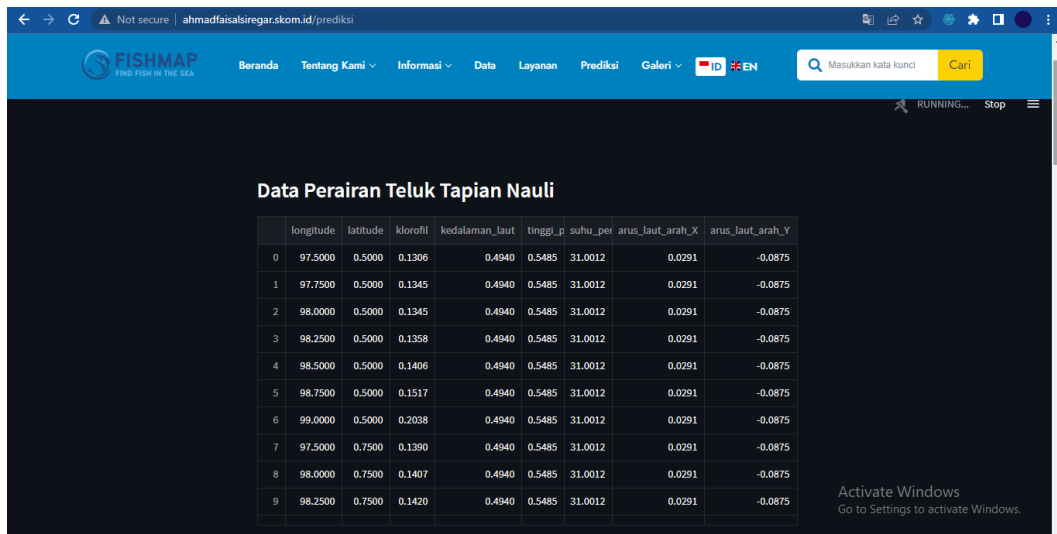 Not secure | ahmadfaisalsiregar.skom.id/prediksi
FISHMAP
FIND FISH IN THE SEA
Beranda Tentang Kami Informasi Data Layanan Prediksi Galeri ID EN Masukkan kata kunci Cari
RUNNING... Stop
Data Perairan Teluk Tapian Nauli
longitude latitude klorofil kedalaman_laut tinggi_p suhu_per arus_laut_arah_X arus_laut_arah_Y
0 97.5000 0.5000 0.1306 0.4940 0.5485 31.0012 0.0291 -0.0875
1 97.7500 0.5000 0.1345 0.4940 0.5485 31.0012 0.0291 -0.0875
2 98.0000 0.5000 0.1345 0.4940 0.5485 31.0012 0.0291 -0.0875
3 98.2500 0.5000 0.1358 0.4940 0.5485 31.0012 0.0291 -0.0875
4 98.5000 0.5000 0.1406 0.4940 0.5485 31.0012 0.0291 -0.0875
5 98.7500 0.5000 0.1517 0.4940 0.5485 31.0012 0.0291 -0.0875
6 99.0000 0.5000 0.2038 0.4940 0.5485 31.0012 0.0291 -0.0875
7 97.5000 0.7500 0.1390 0.4940 0.5485 31.0012 0.0291 -0.0875
8 98.0000 0.7500 0.1407 0.4940 0.5485 31.0012 0.0291 -0.0875
9 98.2500 0.7500 0.1420 0.4940 0.5485 31.0012 0.0291 -0.0875
Activate Windows
Go to Settings to activate Windows.